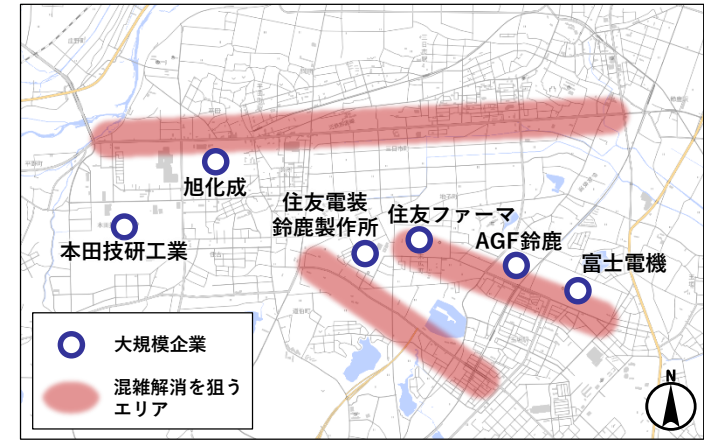 旭化成
住友電装
鈴鹿製作所
住友ファーマ
本田技研工業
AGF鈴鹿
富士電機
大規模企業
混雑解消を狙う
エリア
N